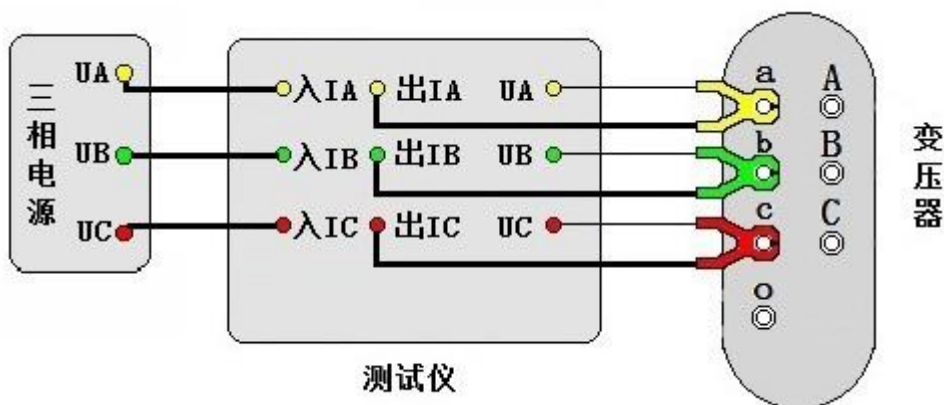 三相电源
UA
UB
UC
入IA 出IA UA
入IB 出IB UB
入IC 出IC UC
测试仪
a A
b B
c C
o
变压器